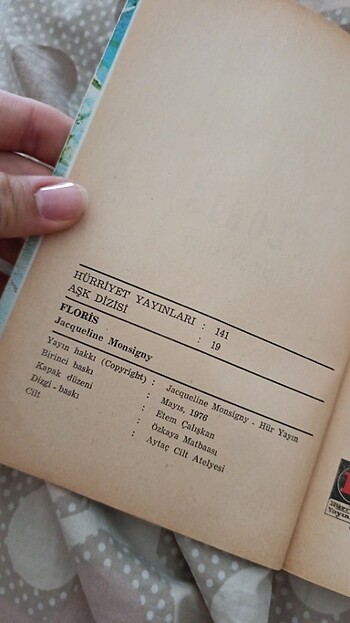 HÜRRİYET YAYINLARI : 141
AŞK DİZİSİ : 19
FLORİS
Jacqueline Monsigny
Yayın hakkı (Copyright) : Jacqueline Monsigny - Hür Yayın
Birinci baskı : Mayıs, 1976
Kapak düzeni : Etem Çalışkan
Dizgi - baskı : Özkaya Matbaası
Cilt : Aytaç Cilt Atelyesi